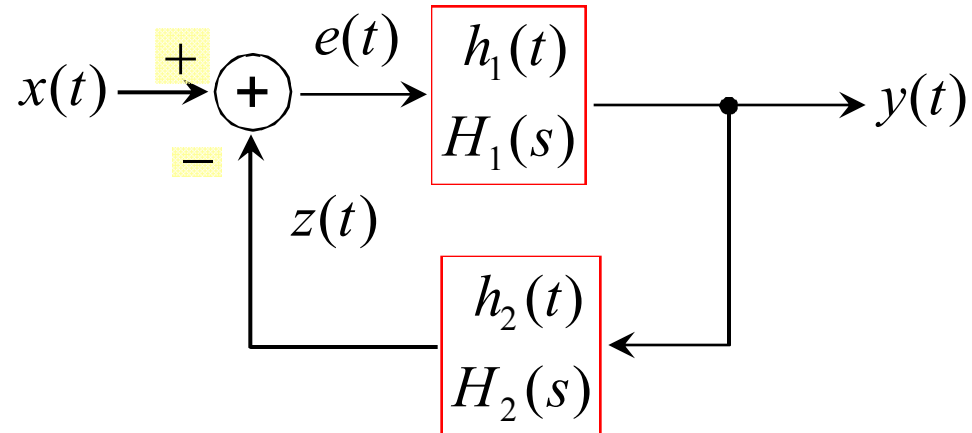 x(t)
+
+
−
e(t)
h₁(t)
H₁(s)
y(t)
z(t)
h₂(t)
H₂(s)